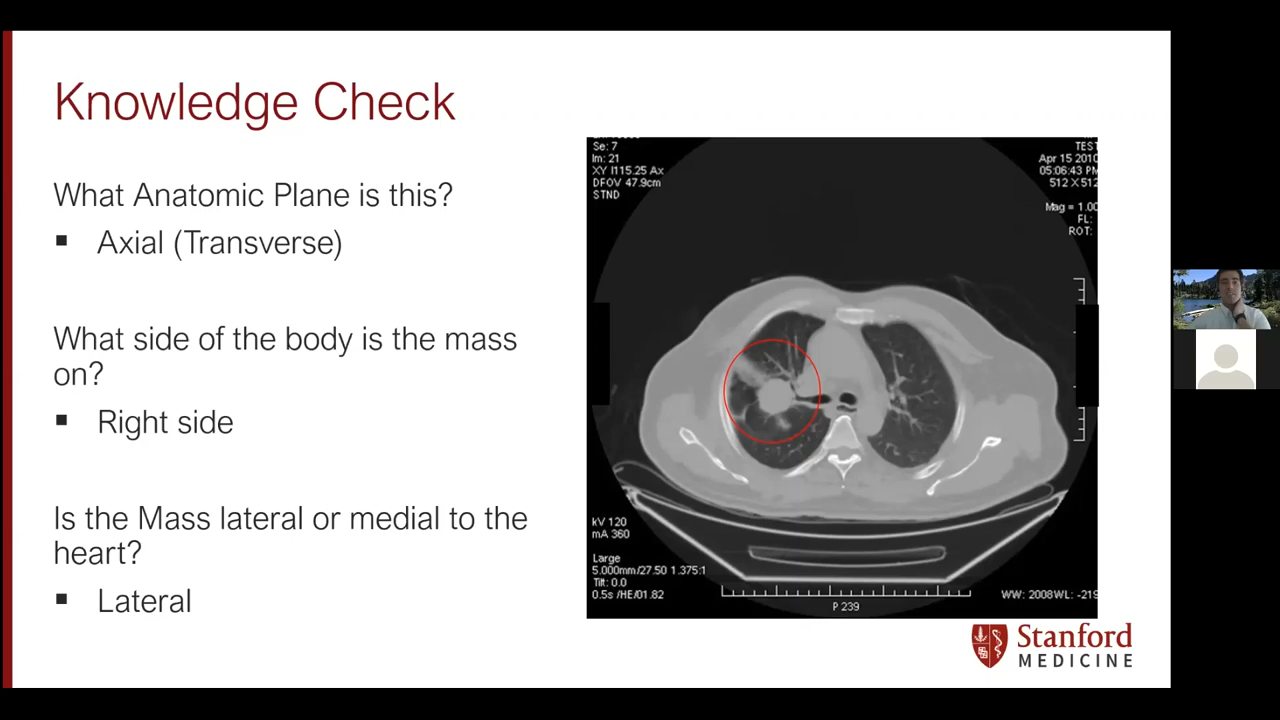 Knowledge Check
What Anatomic Plane is this?
▪ Axial (Transverse)
What side of the body is the mass
on?
▪ Right side
Is the Mass lateral or medial to the
heart?
▪ Lateral
Se: 7
Im: 21
XY I115.25 Ax
DFOV 47.9cm
STND
TEST
Apr 15 2010
05:06:43 PM
512 X 512
Mag = 1.00
FL:
ROT:
kV 120
mA 360
Large
5.000mm/27.50 1.375:1
Tilt: 0.0
0.5s /HE/01.82
P 239
WW: 2008WL: -219
Stanford
MEDICINE